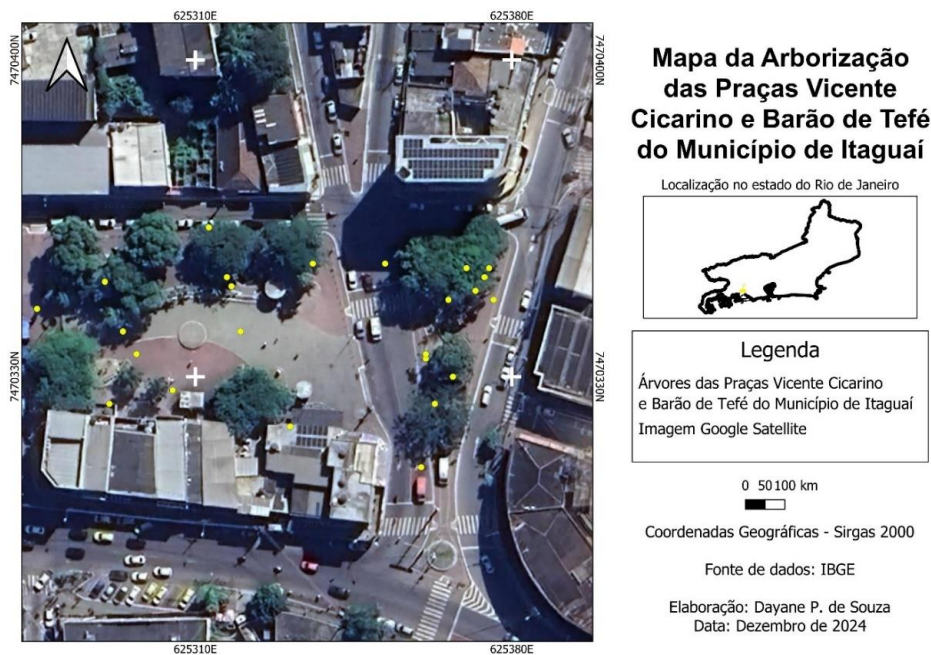 625310E
625380E
7470400N
7470400N
7470330N
7470330N
625310E
625380E
Mapa da Arborização
das Praças Vicente
Cicarino e Barão de Tefé
do Município de Itaguaí
Localização no estado do Rio de Janeiro
Legenda
Árvores das Praças Vicente Cicarino
e Barão de Tefé do Município de Itaguaí
Imagem Google Satellite
0 50 100 km
Coordenadas Geográficas - Sirgas 2000
Fonte de dados: IBGE
Elaboração: Dayane P. de Souza
Data: Dezembro de 2024